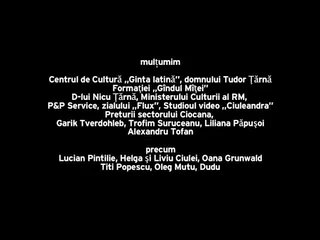 mulțumim
Centrul de Cultură „Ginta latină”, domnului Tudor Țărnă
Formației „Gîndul Mîței”
D-lui Nicu Țărnă, Ministerului Culturii al RM,
P&P Service, zialului „Flux”, Studioul video „Ciuleandra”
Preturii sectorului Ciocana,
Garik Tverdohleb, Trofim Suruceanu, Liliana Păpușoi
Alexandru Tofan
precum
Lucian Pintilie, Helga și Liviu Ciulei, Oana Grunwald
Titi Popescu, Oleg Mutu, Dudu